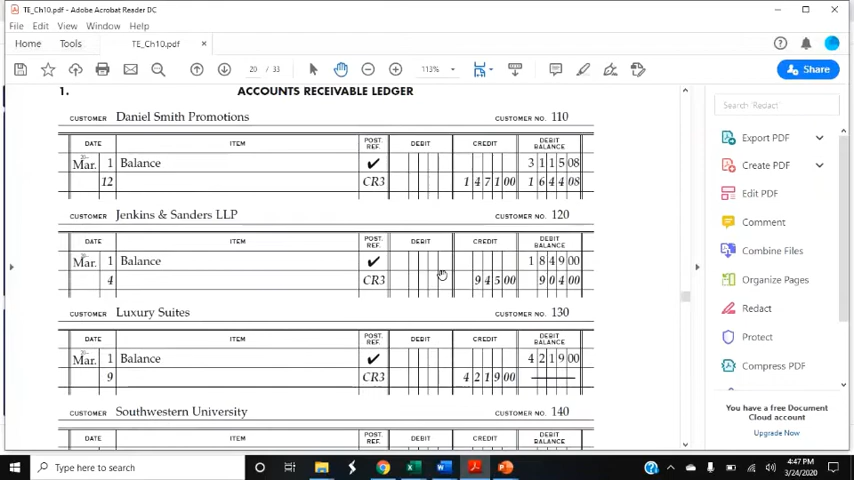 TE_Ch10.pdf - Adobe Acrobat Reader DC
File Edit View Window Help
Home Tools TE_Ch10.pdf ×
20 / 33 113% Share
1. ACCOUNTS RECEIVABLE LEDGER
CUSTOMER Daniel Smith Promotions CUSTOMER NO. 110
DATE ITEM POST. REF. DEBIT CREDIT DEBIT BALANCE
20--
Mar. 1 Balance ✔ 3 1 1 5 08
12 CR3 1 4 7 1 00 1 6 4 4 08
CUSTOMER Jenkins & Sanders LLP CUSTOMER NO. 120
DATE ITEM POST. REF. DEBIT CREDIT DEBIT BALANCE
20--
Mar. 1 Balance ✔ 1 8 4 9 00
4 CR3 9 4 5 00 9 0 4 00
CUSTOMER Luxury Suites CUSTOMER NO. 130
DATE ITEM POST. REF. DEBIT CREDIT DEBIT BALANCE
20--
Mar. 1 Balance ✔ 4 2 1 9 00
9 CR3 4 2 1 9 00
CUSTOMER Southwestern University CUSTOMER NO. 140
DATE ITEM POST. DEBIT CREDIT DEBIT
Search 'Redact'
Export PDF
Create PDF
Edit PDF
Comment
Combine Files
Organize Pages
Redact
Protect
Compress PDF
You have a free Document
Cloud account
Upgrade Now
Type here to search
4:47 PM
3/24/2020